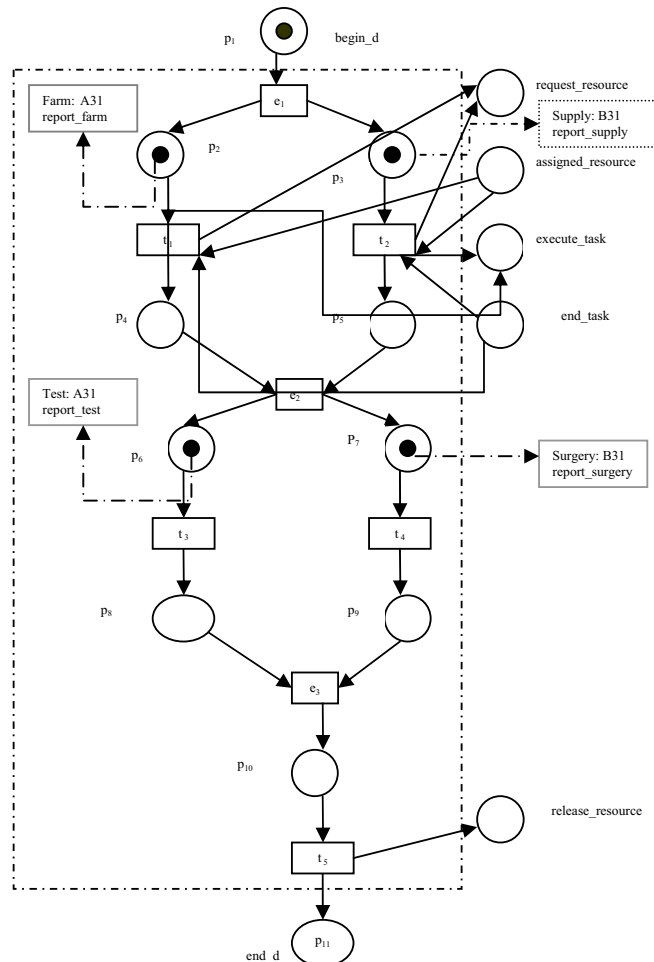 p1
begin_d
Farm: A31
report_farm
e1
request_resource
Supply: B31
report_supply
p2
p3
assigned_resource
t1
t2
execute_task
p4
p5
end_task
Test: A31
report_test
e2
p6
P7
Surgery: B31
report_surgery
t3
t4
p8
p9
e3
p10
release_resource
t5
p11
end_d